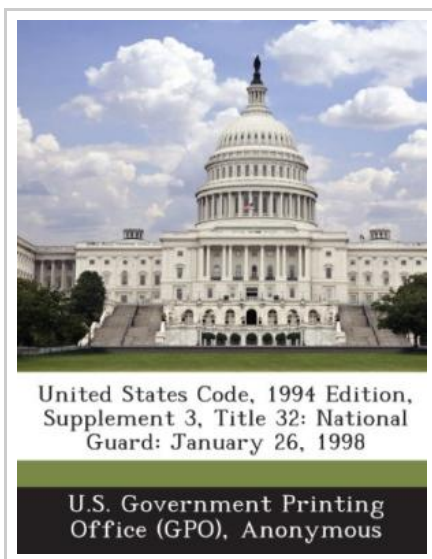 United States Code, 1994 Edition,
Supplement 3, Title 32: National
Guard: January 26, 1998
U.S. Government Printing
Office (GPO), Anonymous